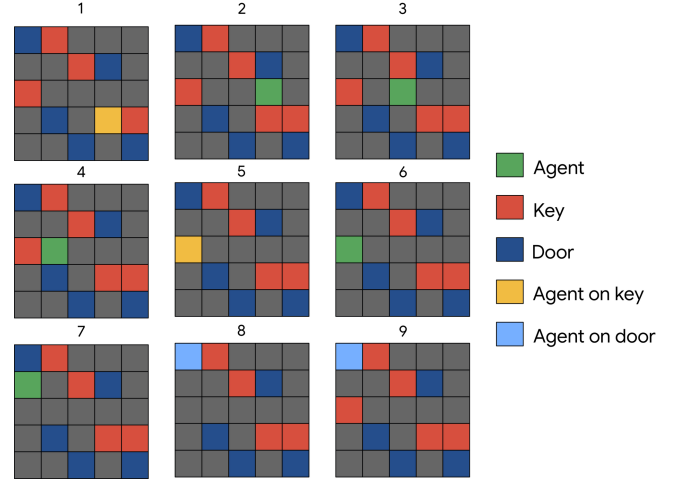 1 2 3
4 5 6
7 8 9
Agent
Key
Door
Agent on key
Agent on door